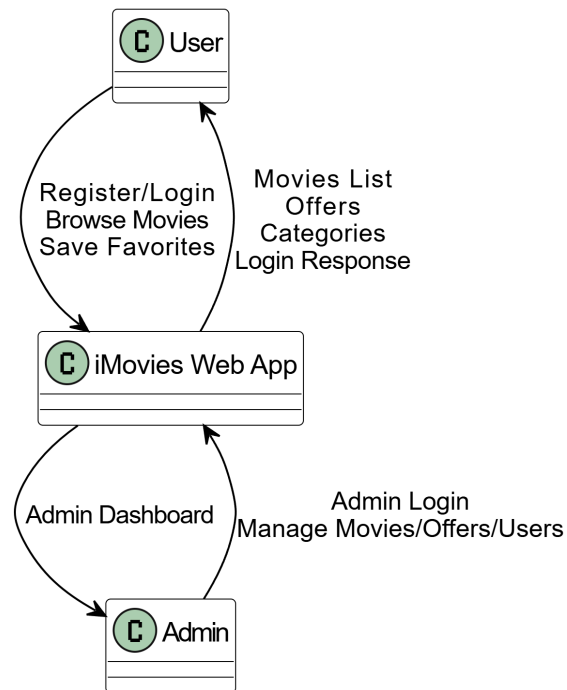 C User
Register/Login
Browse Movies
Save Favorites
Movies List
Offers
Categories
Login Response
C iMovies Web App
Admin Dashboard
Admin Login
Manage Movies/Offers/Users
C Admin